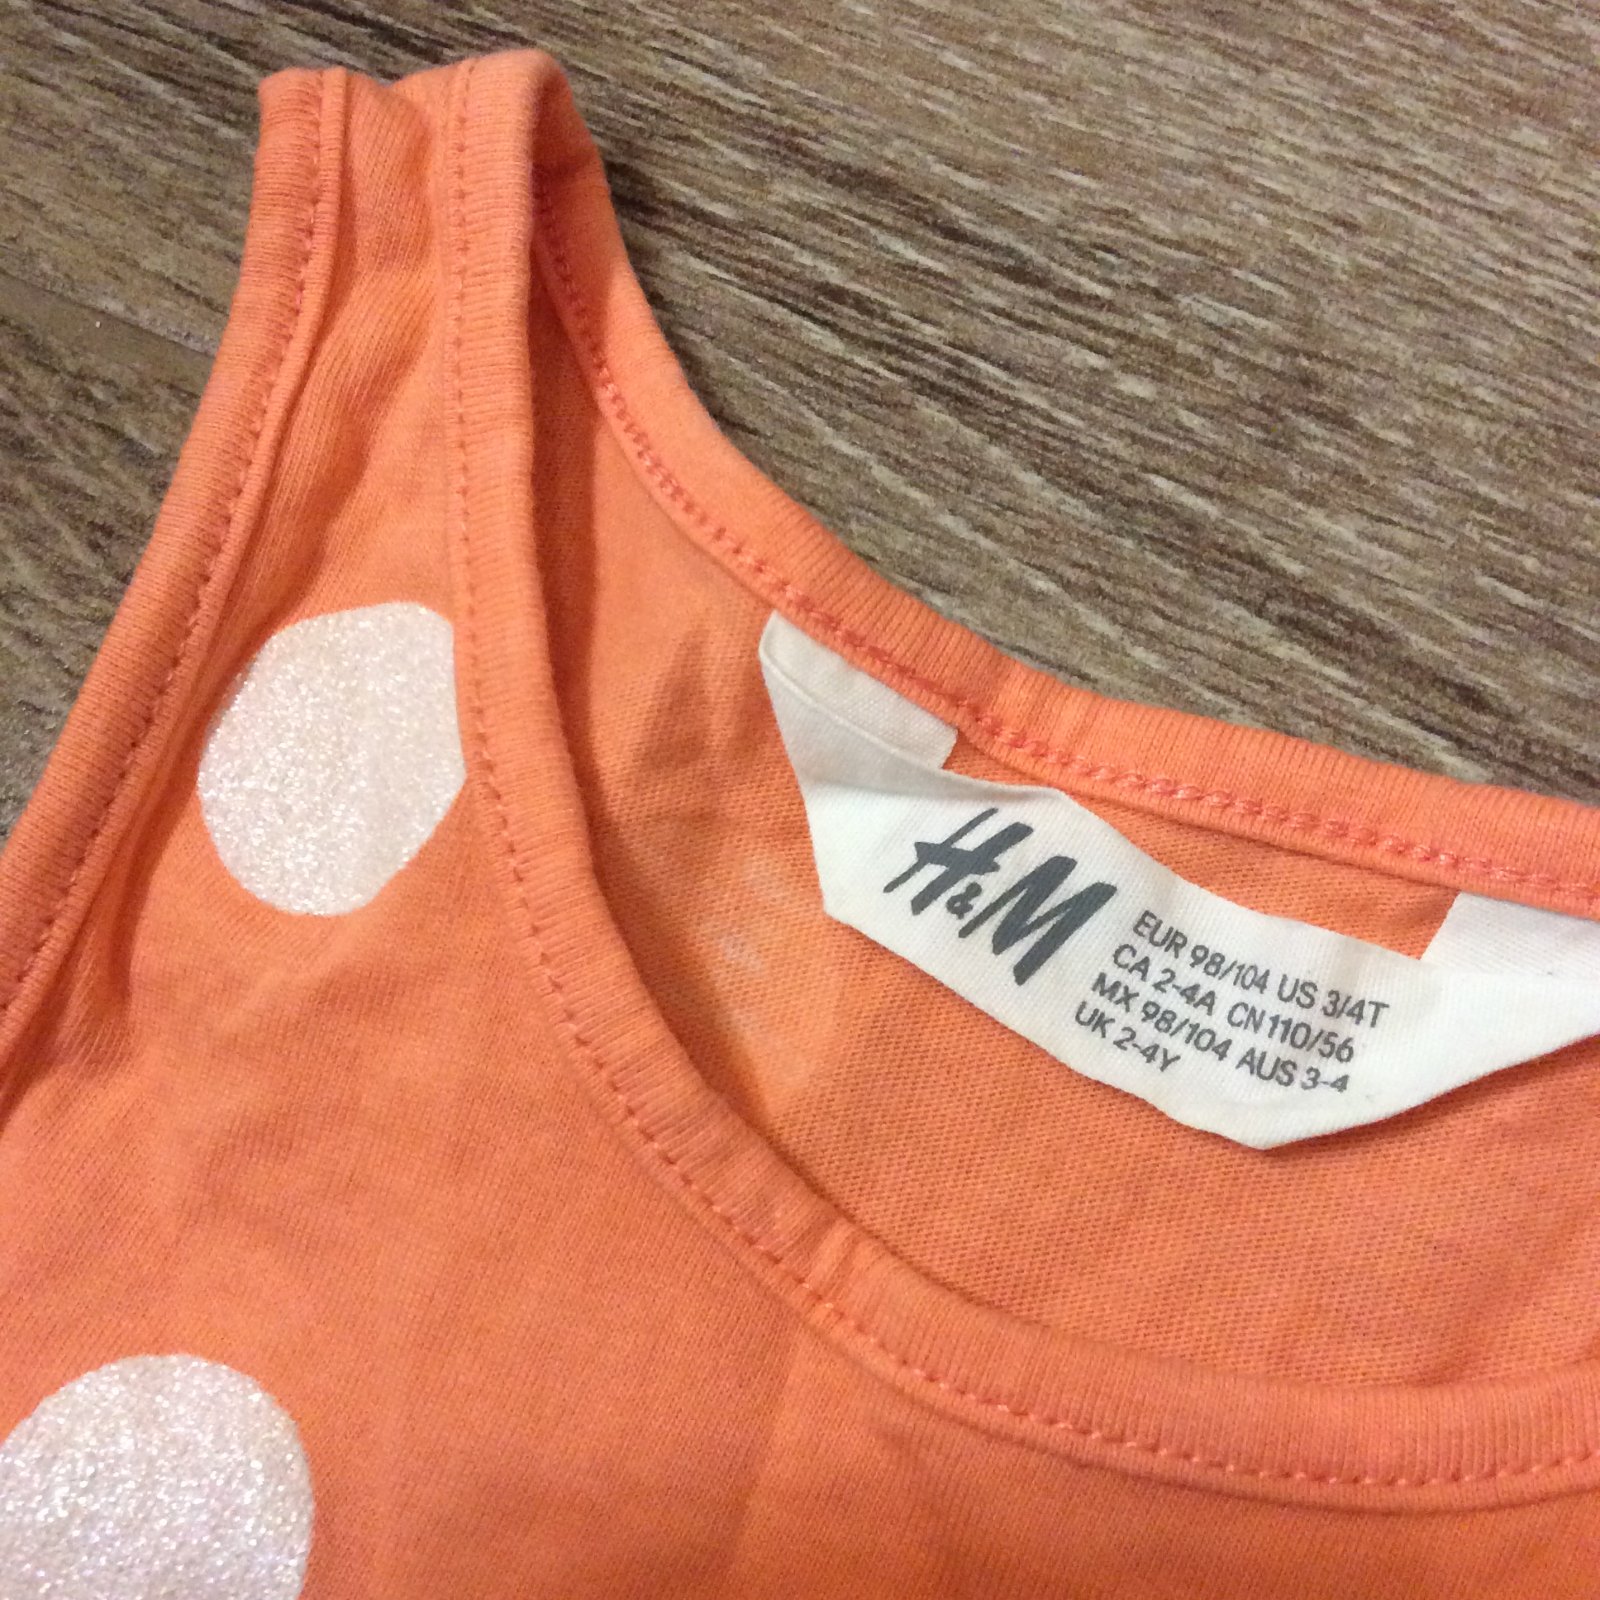 H&M
EUR 98/104 US 3/4T
CA 2-4A CN 110/56
MX 98/104 AUS 3-4
UK 2-4Y